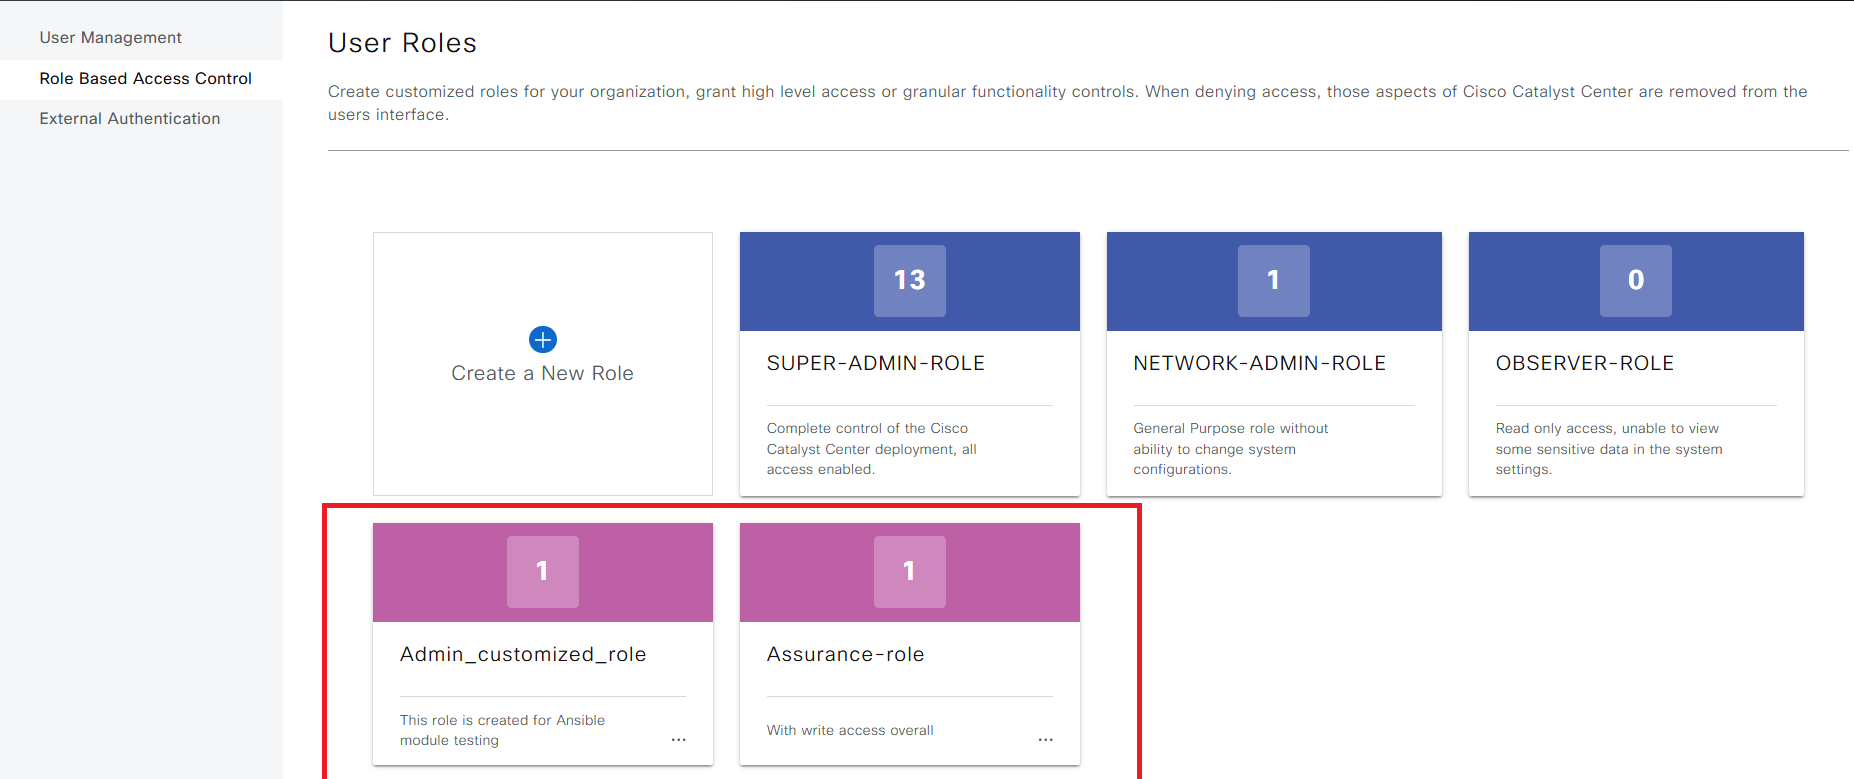 User Management
Role Based Access Control
External Authentication
User Roles
Create customized roles for your organization, grant high level access or granular functionality controls. When denying access, those aspects of Cisco Catalyst Center are removed from the
users interface.
Create a New Role
13
SUPER-ADMIN-ROLE
Complete control of the Cisco
Catalyst Center deployment, all
access enabled.
1
NETWORK-ADMIN-ROLE
General Purpose role without
ability to change system
configurations.
0
OBSERVER-ROLE
Read only access, unable to view
some sensitive data in the system
settings.
1
Admin_customized_role
This role is created for Ansible
module testing
...
1
Assurance-role
With write access overall
...